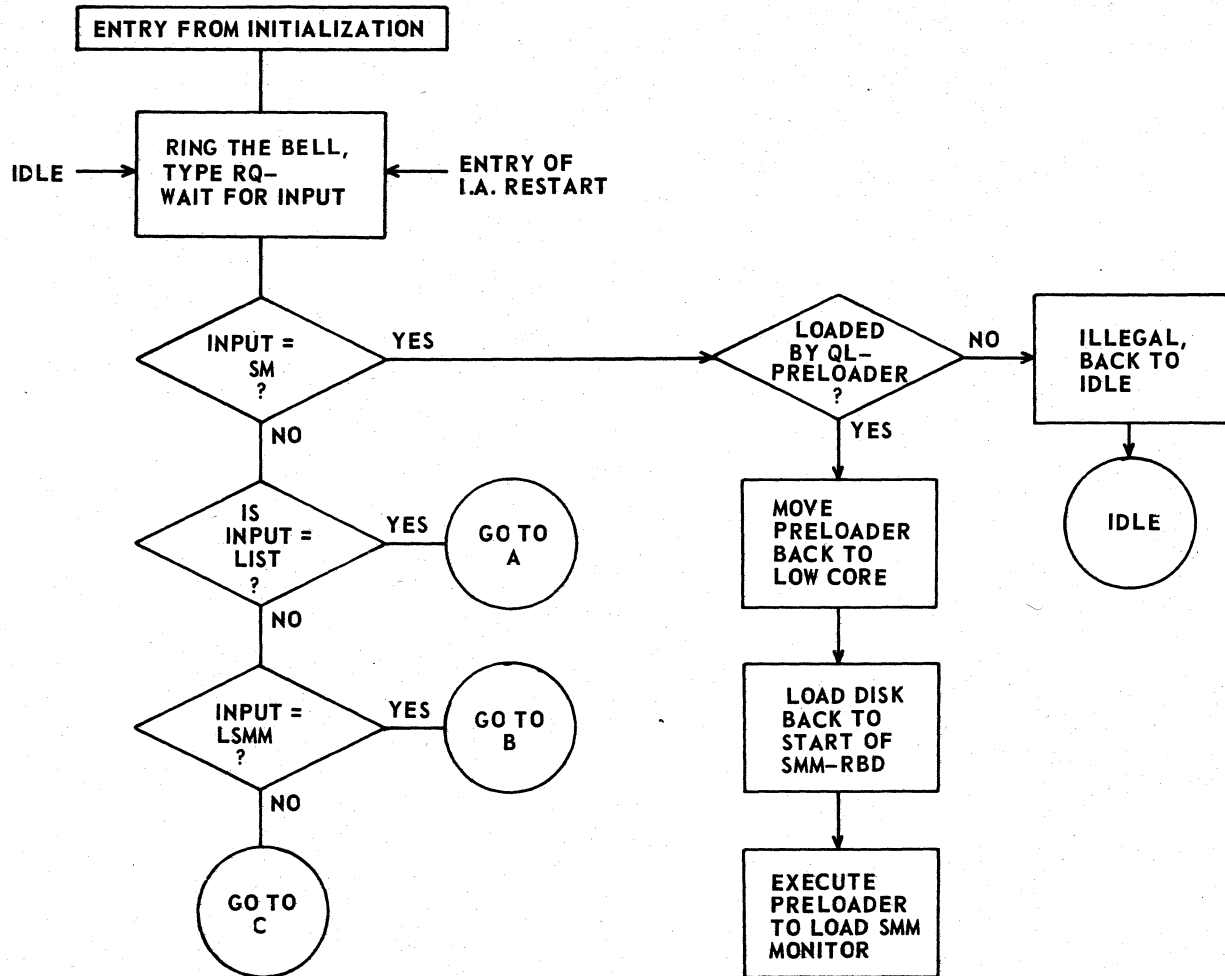 ENTRY FROM INITIALIZATION
RING THE BELL,
TYPE RQ–
WAIT FOR INPUT
IDLE
ENTRY OF
I.A. RESTART
INPUT =
SM
?
YES
NO
LOADED
BY QL–
PRELOADER
?
NO
YES
ILLEGAL,
BACK TO
IDLE
IDLE
IS
INPUT =
LIST
?
YES
NO
GO TO
A
MOVE
PRELOADER
BACK TO
LOW CORE
INPUT =
LSMM
?
YES
NO
GO TO
B
LOAD DISK
BACK TO
START OF
SMM–RBD
GO TO
C
EXECUTE
PRELOADER
TO LOAD SMM
MONITOR